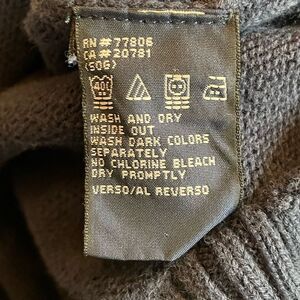 RN#77806
CA#20781
(SOG)
40C
WASH AND DRY
INSIDE OUT
WASH DARK COLORS
SEPARATELY
NO CHLORINE BLEACH
DRY PROMPTLY
VERSO/AL REVERSO